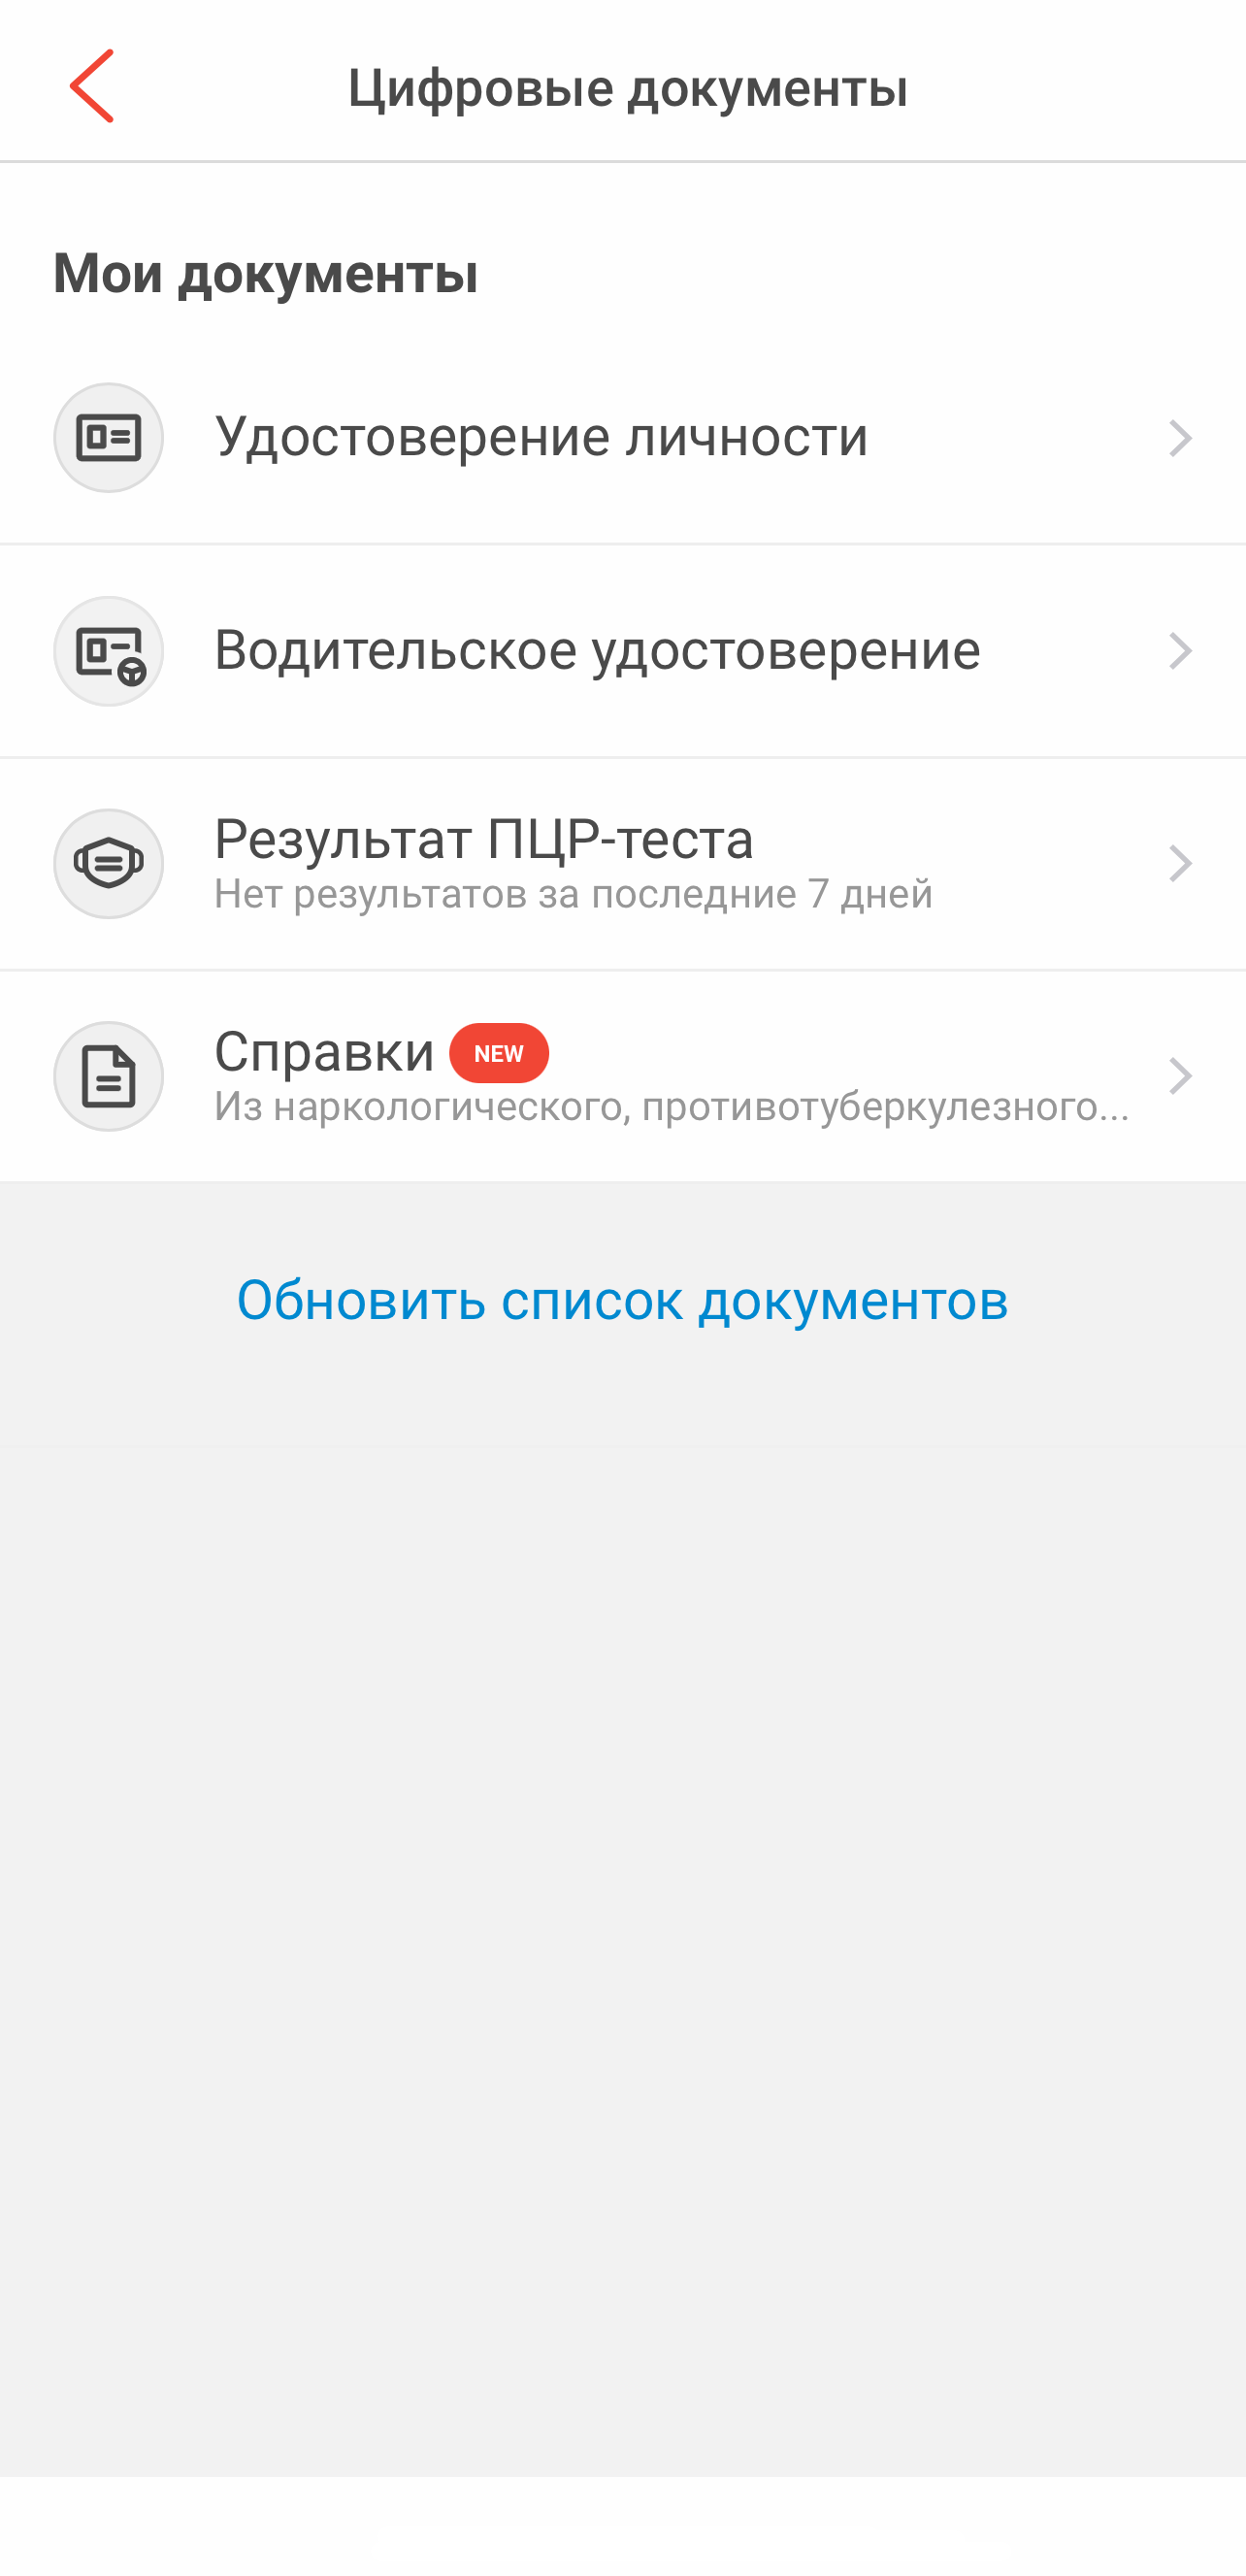 Цифровые документы
Мои документы
Удостоверение личности
Водительское удостоверение
Результат ПЦР-теста
Нет результатов за последние 7 дней
Справки NEW
Из наркологического, противотуберкулезного...
Обновить список документов